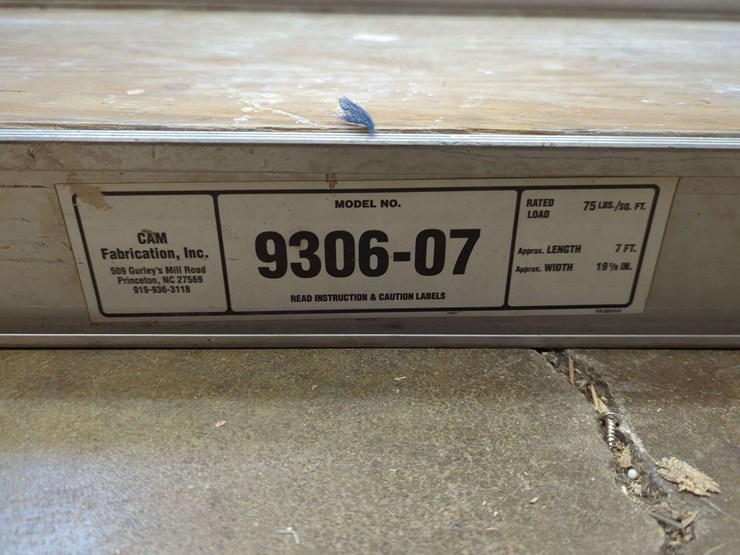 CAM
Fabrication, Inc.
509 Gurley's Mill Road
Princeton, NC 27569
919-936-3118
MODEL NO.
9306-07
READ INSTRUCTION & CAUTION LABELS
RATED LOAD 75 LBS./SQ. FT.
Approx. LENGTH 7 FT.
Approx. WIDTH 19 1/8 IN.